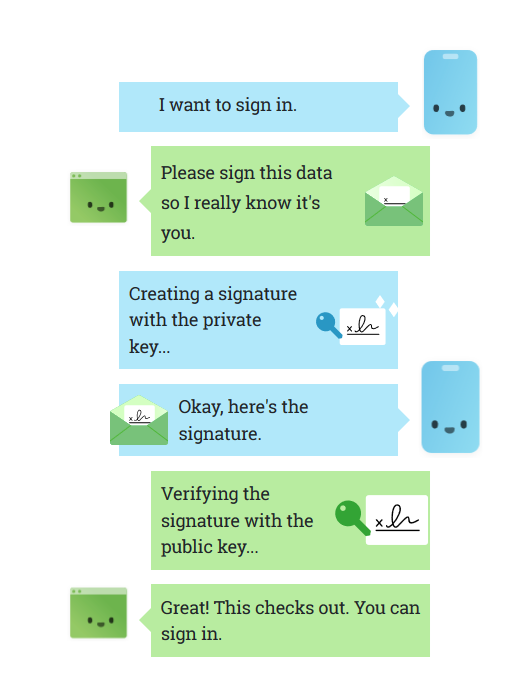 I want to sign in.
Please sign this data
so I really know it's
you.
x
Creating a signature
with the private
key...
x
Okay, here's the
signature.
x
Verifying the
signature with the
public key...
x
Great! This checks out. You can
sign in.